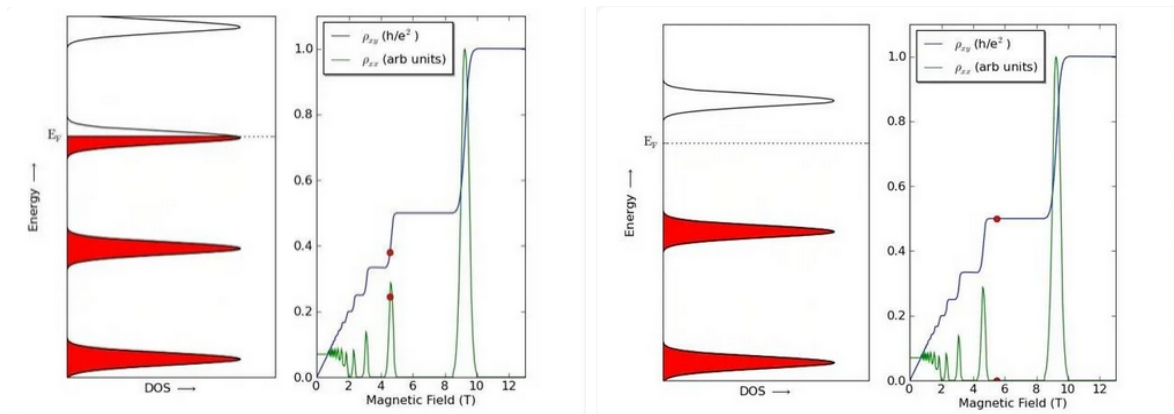 E_F
Energy →
DOS →
ρ_xy (h/e²)
ρ_xx (arb units)
1.0
0.8
0.6
0.4
0.2
0.0
0 2 4 6 8 10 12
Magnetic Field (T)
E_F
Energy →
DOS →
ρ_xy (h/e²)
ρ_xx (arb units)
1.0
0.8
0.6
0.4
0.2
0.0
0 2 4 6 8 10 12
Magnetic Field (T)